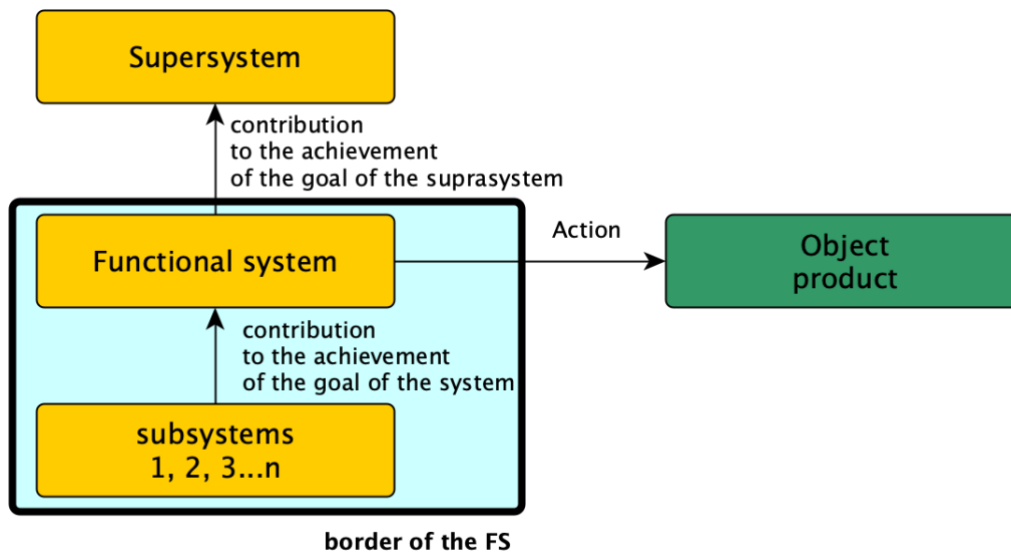 Supersystem
contribution
to the achievement
of the goal of the suprasystem
Functional system
Action
Object
product
contribution
to the achievement
of the goal of the system
subsystems
1, 2, 3...n
border of the FS